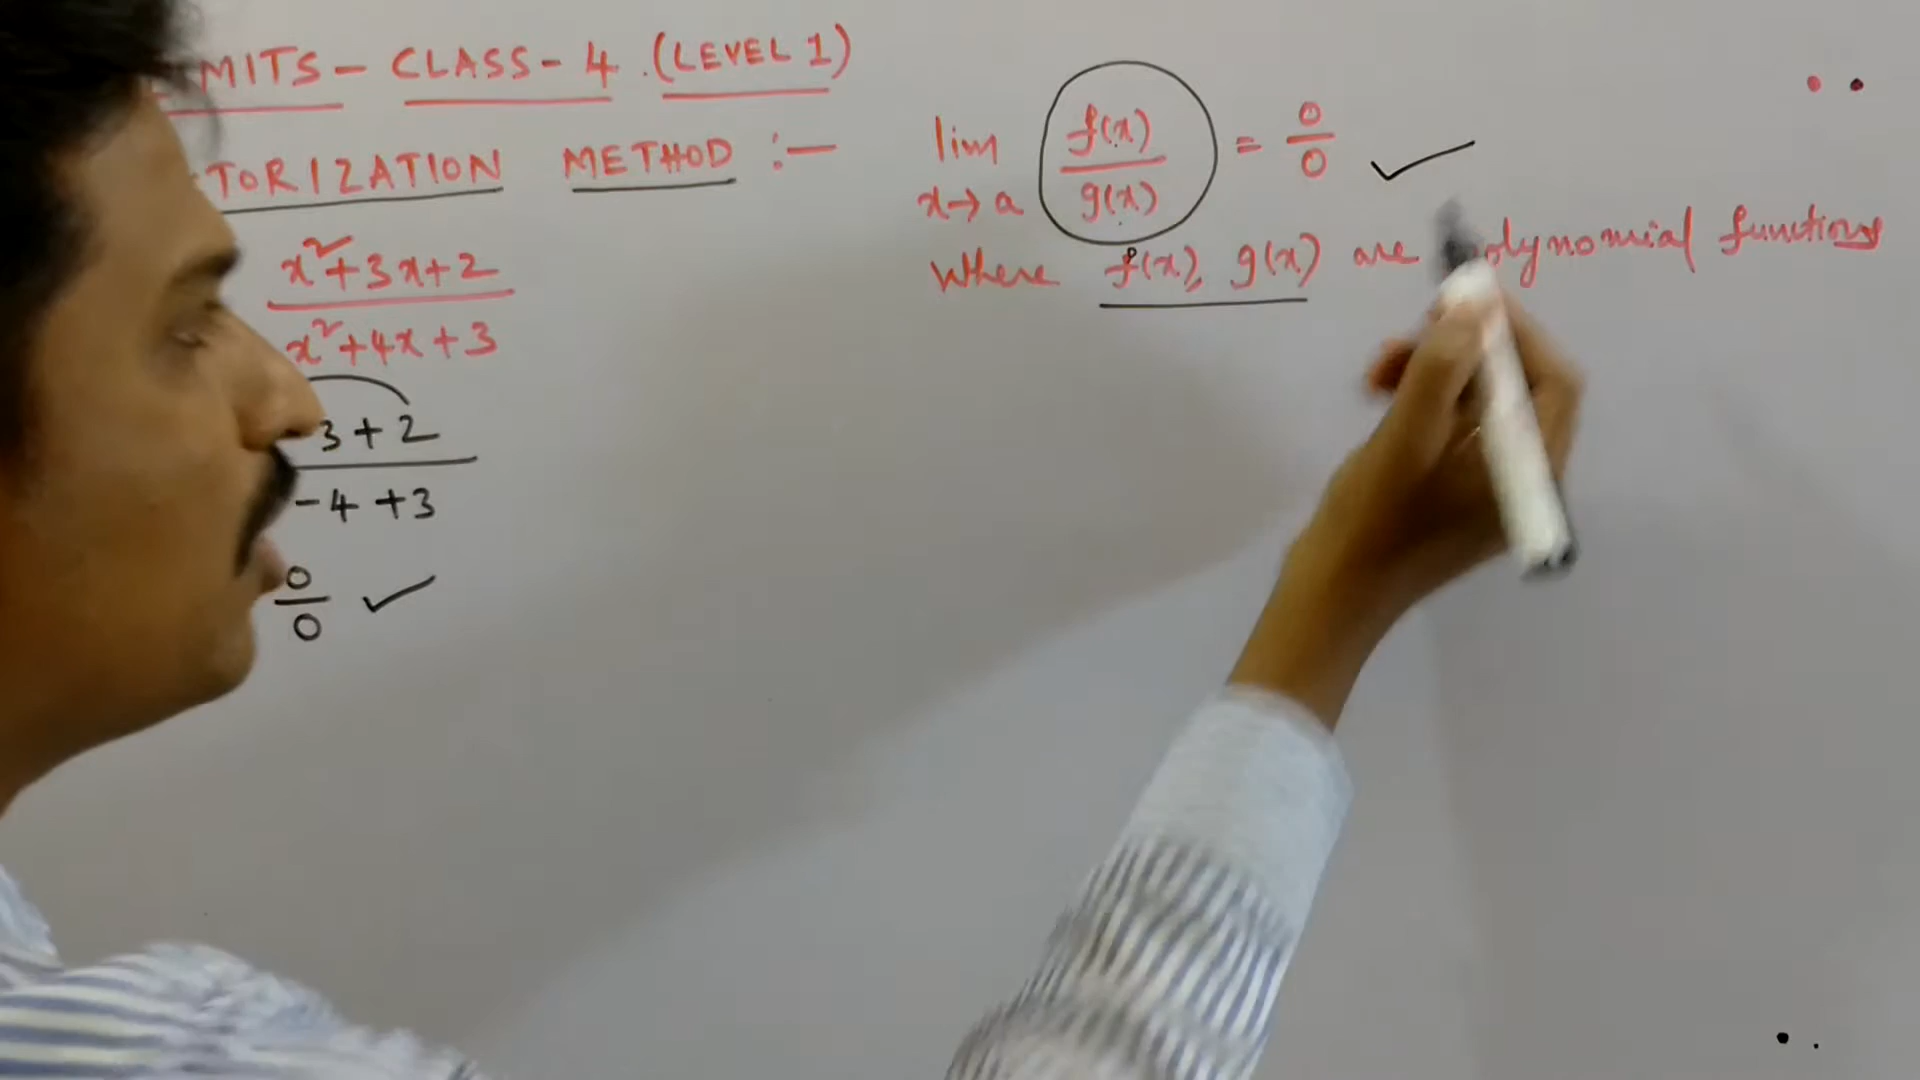 MITS - CLASS - 4 . (LEVEL 1)
TORIZATION METHOD :-
x²+3x+2
x²+4x+3
3+2
-4+3
0
0
lim f(x) = 0
x→a g(x) 0
where f(x), g(x) are polynomial functions